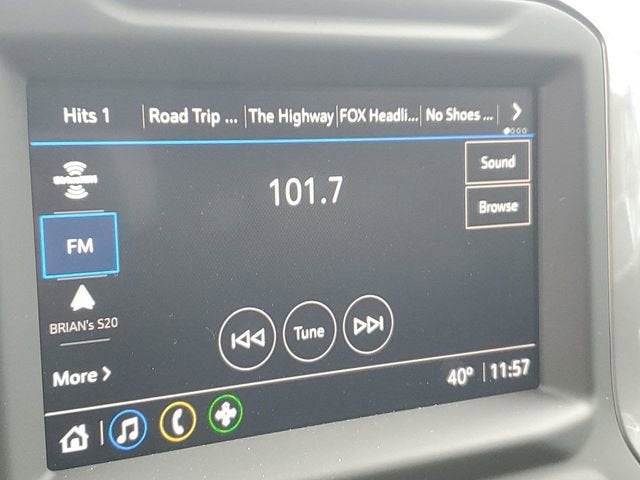 Hits 1 Road Trip ... The Highway FOX Headli... No Shoes ...
SiriusXM
Sound
101.7
Browse
FM
BRIAN's S20
Tune
More
40° 11:57